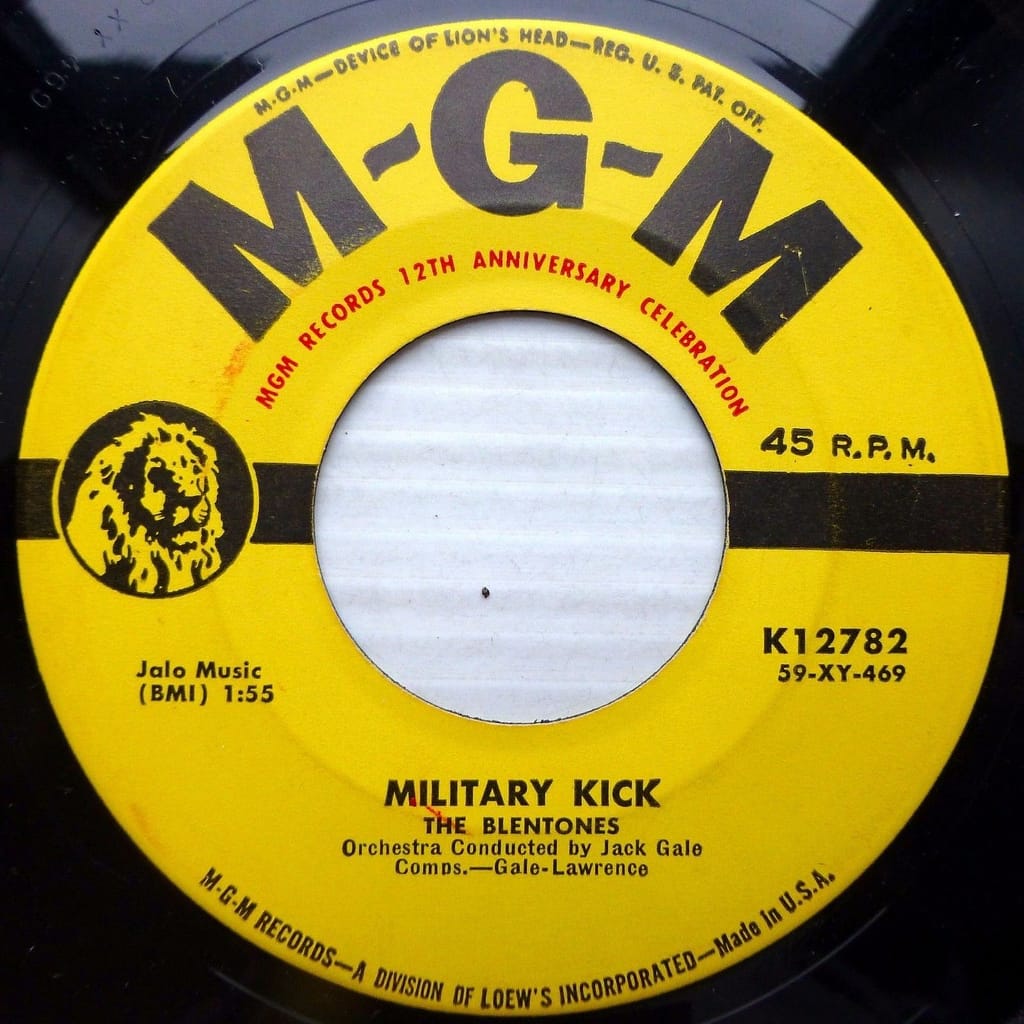 M-G-M—DEVICE OF LION'S HEAD—REG. U. S. PAT. OFF.
M-G-M
MGM RECORDS 12TH ANNIVERSARY CELEBRATION
45 R.P.M.
K12782
59-XY-469
Jalo Music
(BMI) 1:55
MILITARY KICK
THE BLENTONES
Orchestra Conducted by Jack Gale
Comps.—Gale-Lawrence
M-G-M RECORDS—A DIVISION OF LOEW'S INCORPORATED—Made in U.S.A.